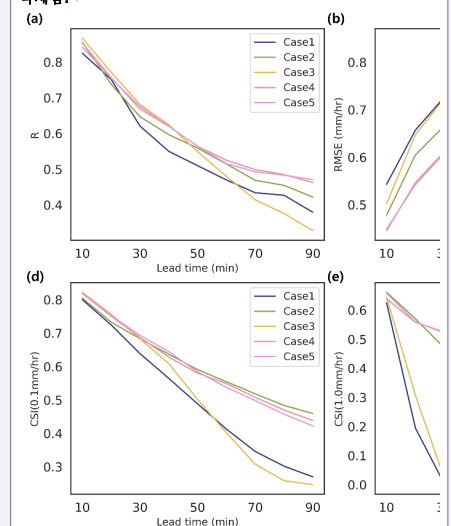 (a)
(b)
R
0.8
0.7
0.6
0.5
0.4
Case1
Case2
Case3
Case4
Case5
10
30
50
70
90
Lead time (min)
RMSE (mm/hr)
0.8
0.7
0.6
0.5
10
(d)
(e)
CSI(0.1mm/hr)
0.8
0.7
0.6
0.5
0.4
0.3
Case1
Case2
Case3
Case4
Case5
10
30
50
70
90
Lead time (min)
CSI(1.0mm/hr)
0.6
0.5
0.4
0.3
0.2
0.1
0.0
10